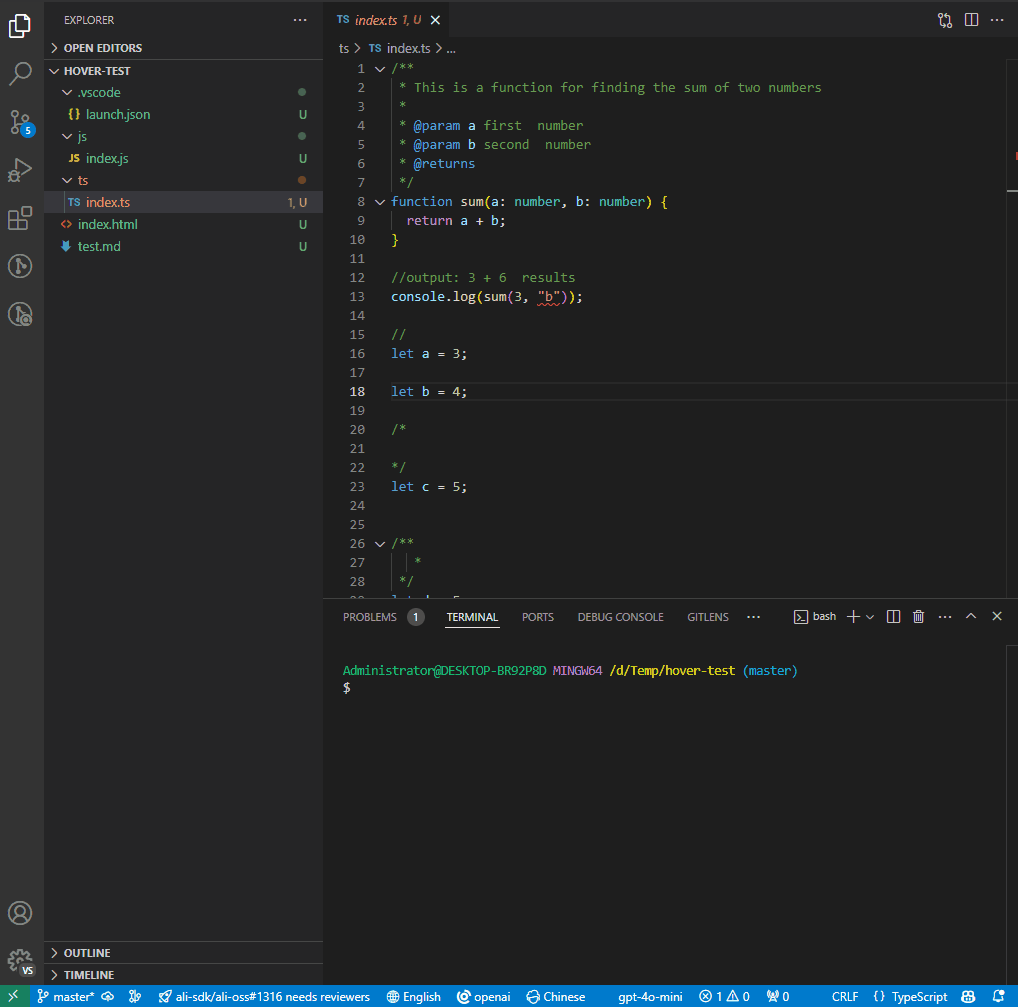 EXPLORER
OPEN EDITORS
HOVER-TEST
.vscode
{} launch.json U
js
JS index.js U
ts
TS index.ts 1, U
<> index.html U
test.md U
OUTLINE
TIMELINE
5
VS
TS index.ts 1, U
ts > TS index.ts > ...
1 /**
2 * This is a function for finding the sum of two numbers
3 *
4 * @param a first  number
5 * @param b second  number
6 * @returns
7 */
8 function sum(a: number, b: number) {
9 return a + b;
10 }
11
12 //output: 3 + 6  results
13 console.log(sum(3, "b"));
14
15 //
16 let a = 3;
17
18 let b = 4;
19
20 /*
21
22 */
23 let c = 5;
24
25
26 /**
27 *
28 */
PROBLEMS 1 TERMINAL PORTS DEBUG CONSOLE GITLENS ··· bash
Administrator@DESKTOP-BR92P8D MINGW64 /d/Temp/hover-test (master)
$
master* ali-sdk/ali-oss#1316 needs reviewers English openai Chinese gpt-4o-mini 1 0 0 CRLF {} TypeScript